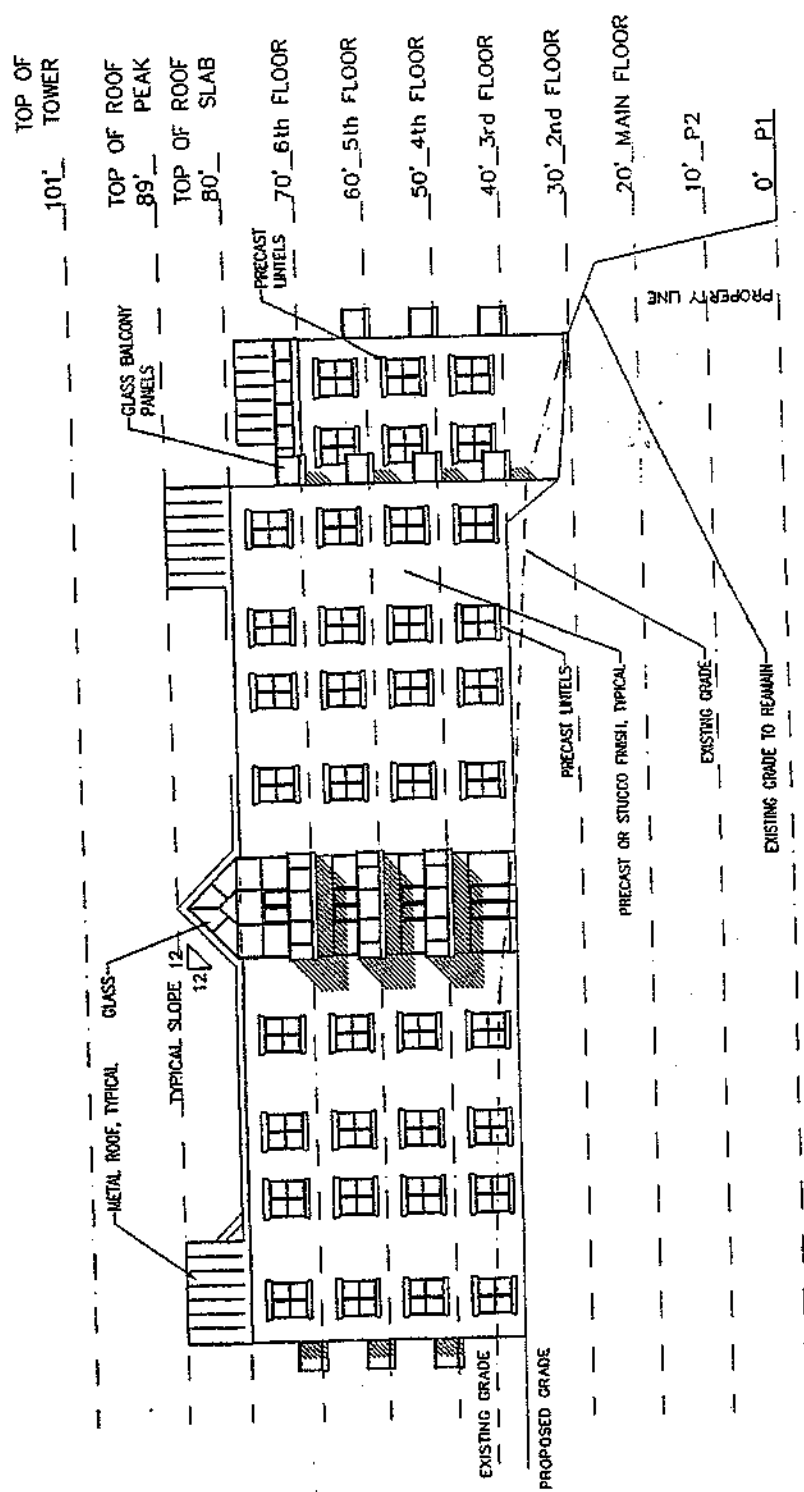 TOP OF
TOWER
101'
TOP OF ROOF
PEAK
89'
TOP OF ROOF
SLAB
80'
70' 6th FLOOR
60' 5th FLOOR
50' 4th FLOOR
40' 3rd FLOOR
30' 2nd FLOOR
20' MAIN FLOOR
10' P2
0' P1
METAL ROOF, TYPICAL
GLASS
TYPICAL SLOPE 12
12
GLASS BALCONY
PANELS
PRECAST
LINTELS
PROPERTY LINE
EXISTING GRADE
PROPOSED GRADE
PRECAST LINTELS
PRECAST OR STUCCO FINISH, TYPICAL
EXISTING GRADE
EXISTING GRADE TO REAMAIN